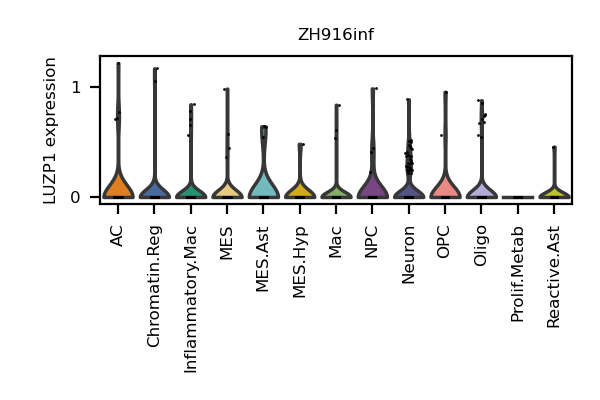 ZH916inf
LUZP1 expression
1
0
AC
Chromatin.Reg
Inflammatory.Mac
MES
MES.Ast
MES.Hyp
Mac
NPC
Neuron
OPC
Oligo
Prolif.Metab
Reactive.Ast